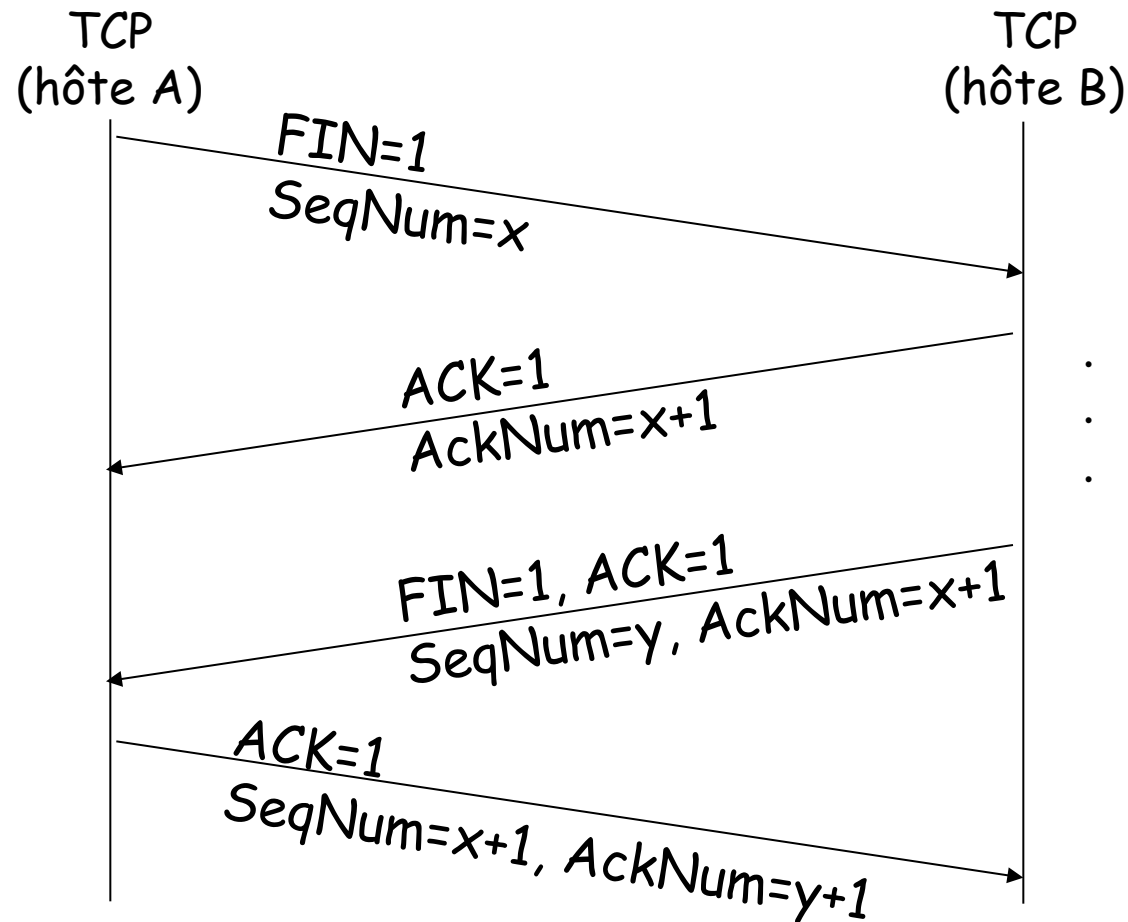 TCP
(hôte A)
TCP
(hôte B)
FIN=1
SeqNum=x
ACK=1
AckNum=x+1
.
.
.
FIN=1, ACK=1
SeqNum=y, AckNum=x+1
ACK=1
SeqNum=x+1, AckNum=y+1